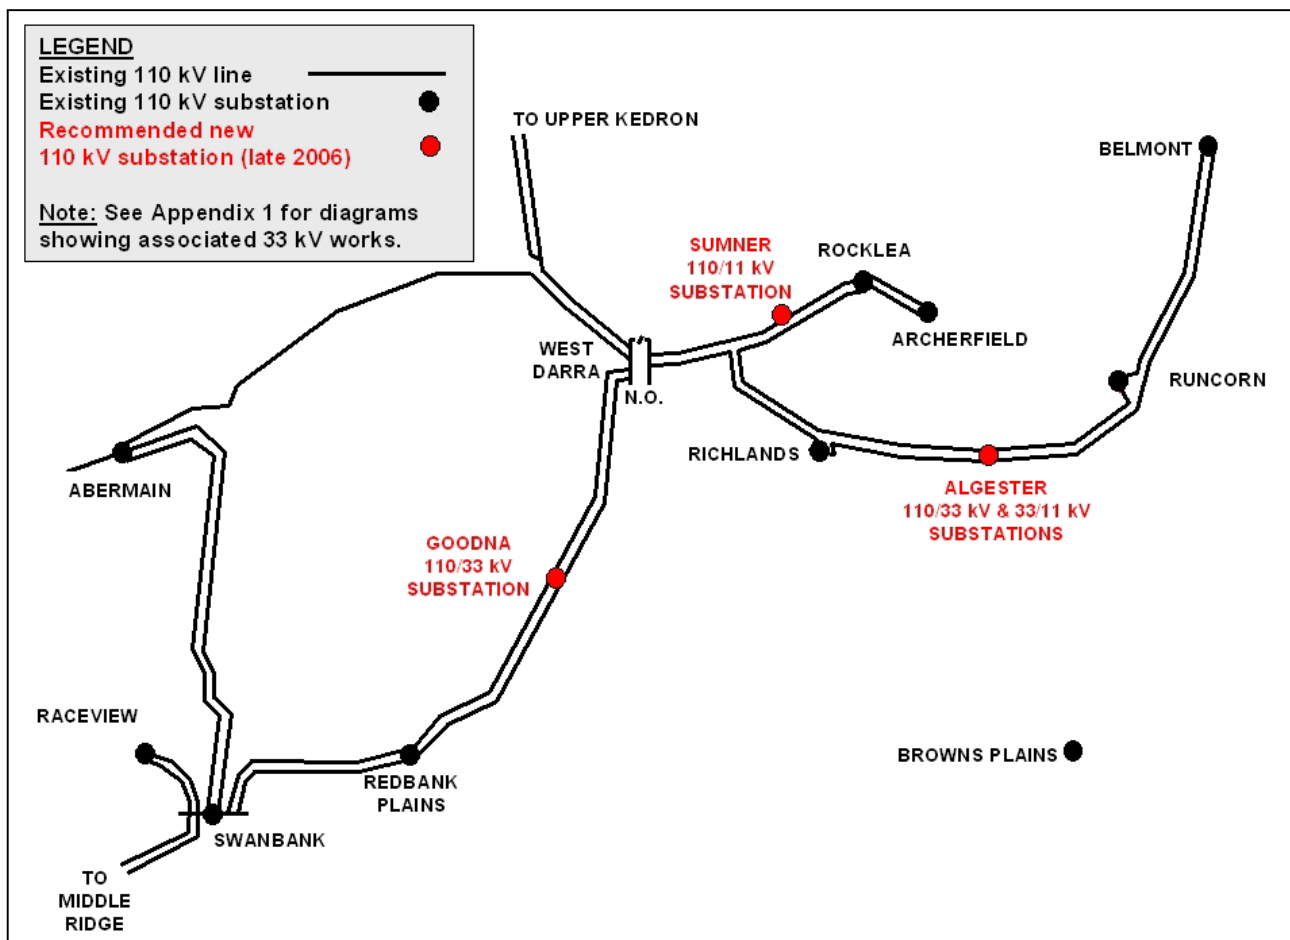 LEGEND
Existing 110 kV line
Existing 110 kV substation
Recommended new
110 kV substation (late 2006)
Note: See Appendix 1 for diagrams
showing associated 33 kV works.
TO UPPER KEDRON
BELMONT
SUMNER
110/11 kV
SUBSTATION
ROCKLEA
ARCHERFIELD
WEST
DARRA
N.O.
RUNCORN
RICHLANDS
ABERMAIN
ALGESTER
110/33 kV & 33/11 kV
SUBSTATIONS
GOODNA
110/33 kV
SUBSTATION
RACEVIEW
BROWNS PLAINS
REDBANK
PLAINS
SWANBANK
TO
MIDDLE
RIDGE